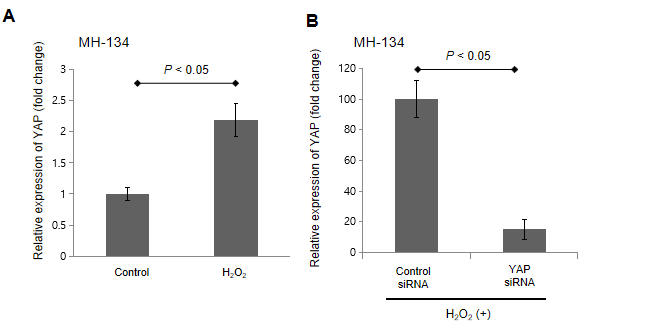 A
MH-134
P < 0.05
Relative expression of YAP (fold change)
3
2.5
2
1.5
1
0.5
0
Control
H₂O₂
B
MH-134
P < 0.05
Relative expression of YAP (fold change)
120
100
80
60
40
20
0
Control
siRNA
YAP
siRNA
H₂O₂ (+)